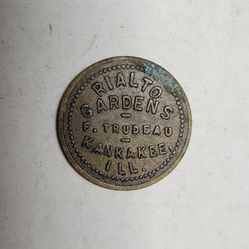 RIALTO
GARDENS
F. TRUDEAU
KANKAKEE,
ILL.